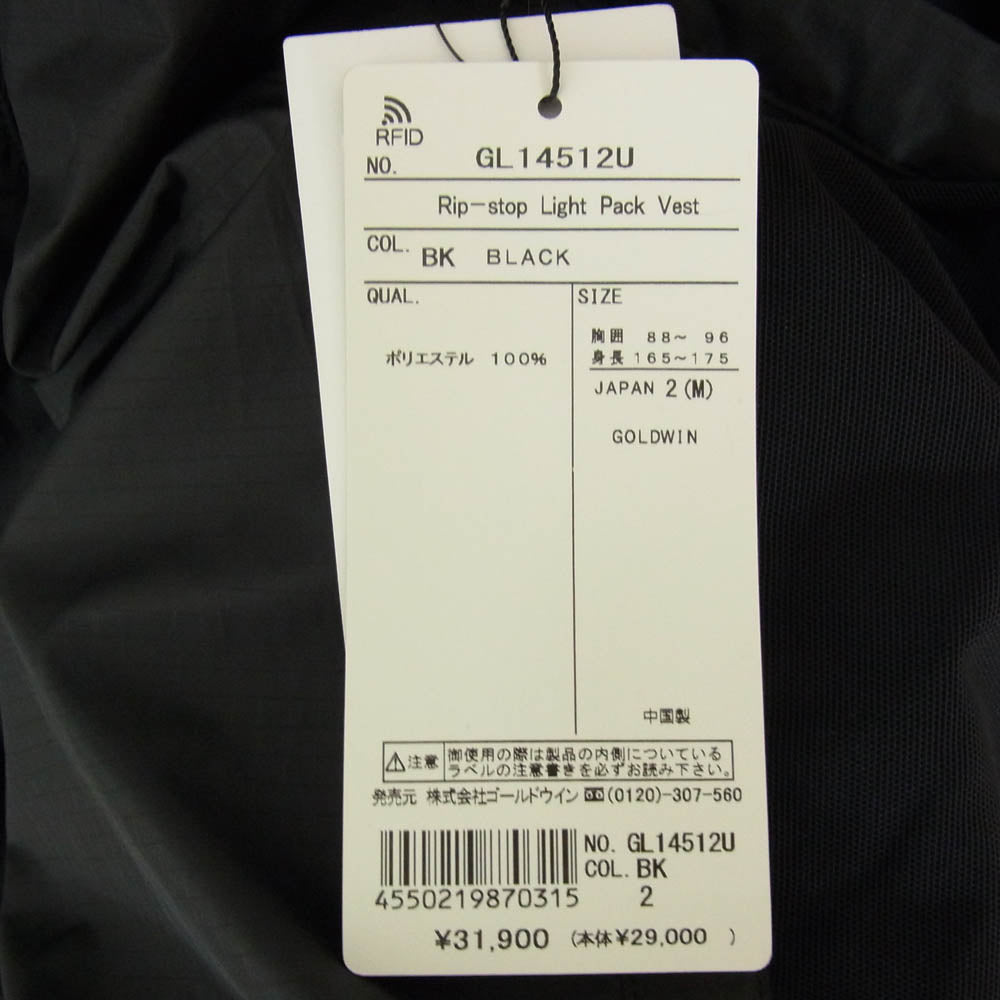 RFID
NO. GL14512U
Rip-stop Light Pack Vest
COL. BK BLACK
QUAL.
ポリエステル 100%
SIZE
胸囲 88～ 96
身長 165～175
JAPAN 2 (M)
GOLDWIN
中国製
注意 御使用の際は製品の内側についている
ラベルの注意書きを必ずお読み下さい。
発売元 株式会社ゴールドウイン (0120)-307-560
NO. GL14512U
COL. BK
2
4550219870315
¥31,900 (本体¥29,000 )